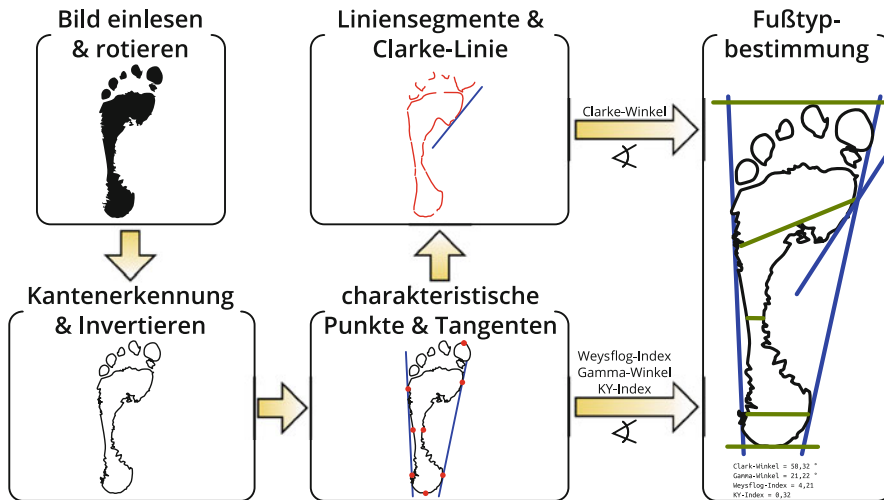 Bild einlesen
& rotieren
Liniensegmente &
Clarke-Linie
Fußtyp-
bestimmung
Clarke-Winkel
Kantenerkennung
& Invertieren
charakteristische
Punkte & Tangenten
Weysflog-Index
Gamma-Winkel
KY-Index
Clark-Winkel = 58,32 °
Gamma-Winkel = 21,22 °
Weysflog-Index = 4,21
KY-Index = 0,32